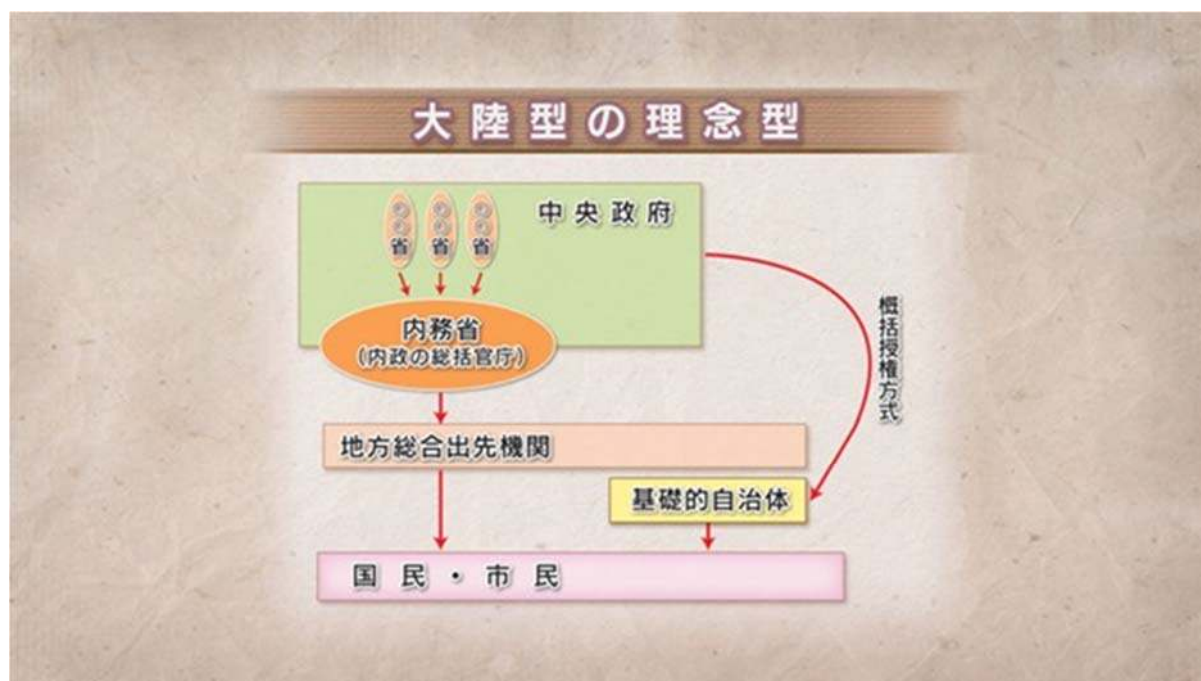 大陸型の理念型
中央政府
○○省
○○省
○○省
内務省
(内政の総括官庁)
概括授権方式
地方総合出先機関
基礎的自治体
国民・市民